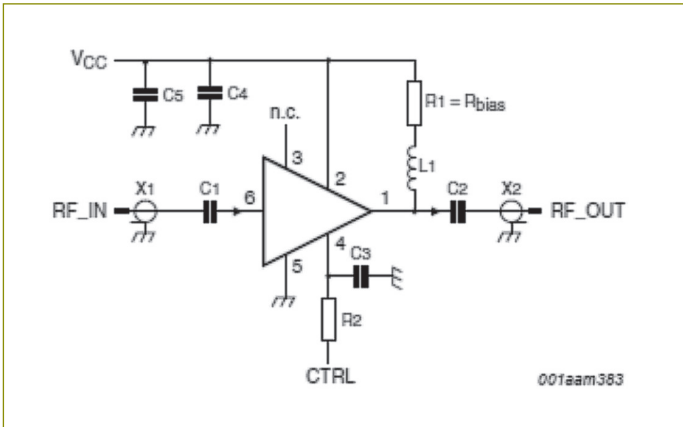 VCC
C5
C4
R1 = Rbias
n.c.
3
L1
2
X1
C1
6
1
C2
X2
RF_IN
RF_OUT
4
C3
5
R2
CTRL
001aam383